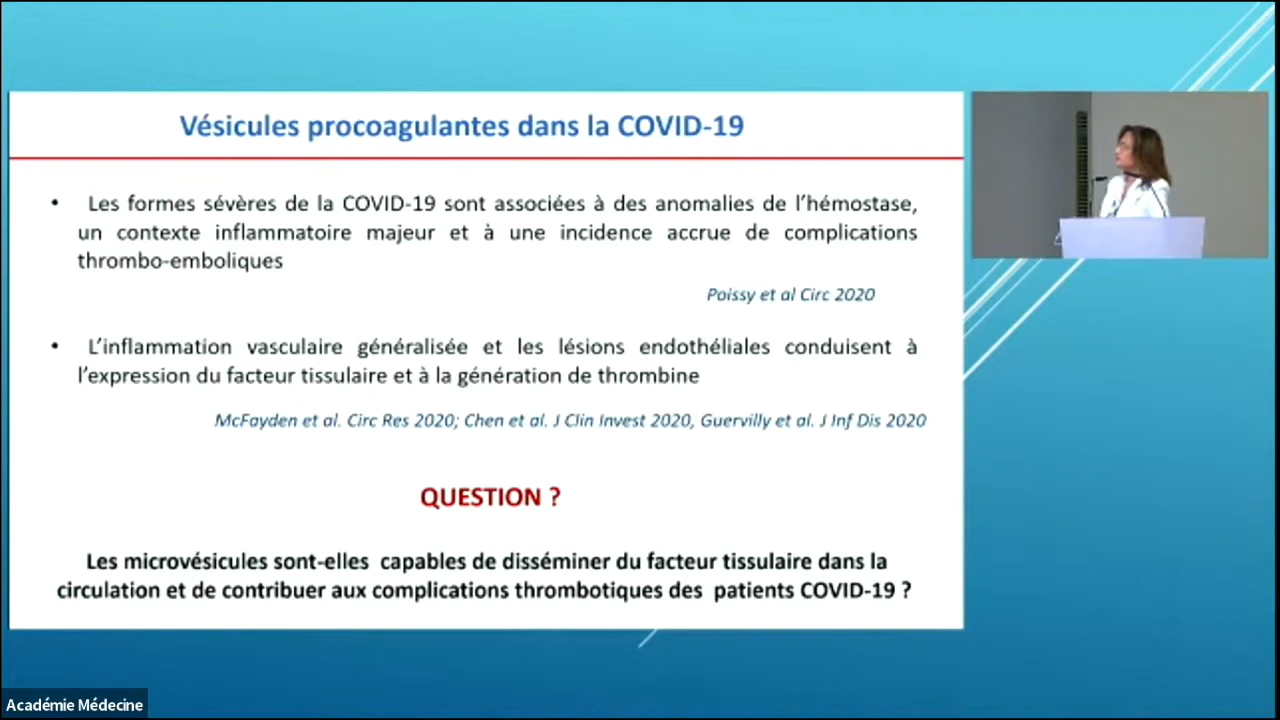 Vésicules procoagulantes dans la COVID-19
• Les formes sévères de la COVID-19 sont associées à des anomalies de l’hémostase,
un contexte inflammatoire majeur et à une incidence accrue de complications
thrombo-emboliques
Poissy et al Circ 2020
• L’inflammation vasculaire généralisée et les lésions endothéliales conduisent à
l’expression du facteur tissulaire et à la génération de thrombine
McFayden et al. Circ Res 2020; Chen et al. J Clin Invest 2020, Guervilly et al. J Inf Dis 2020
QUESTION ?
Les microvésicules sont-elles capables de disséminer du facteur tissulaire dans la
circulation et de contribuer aux complications thrombotiques des patients COVID-19 ?
Académie Médecine